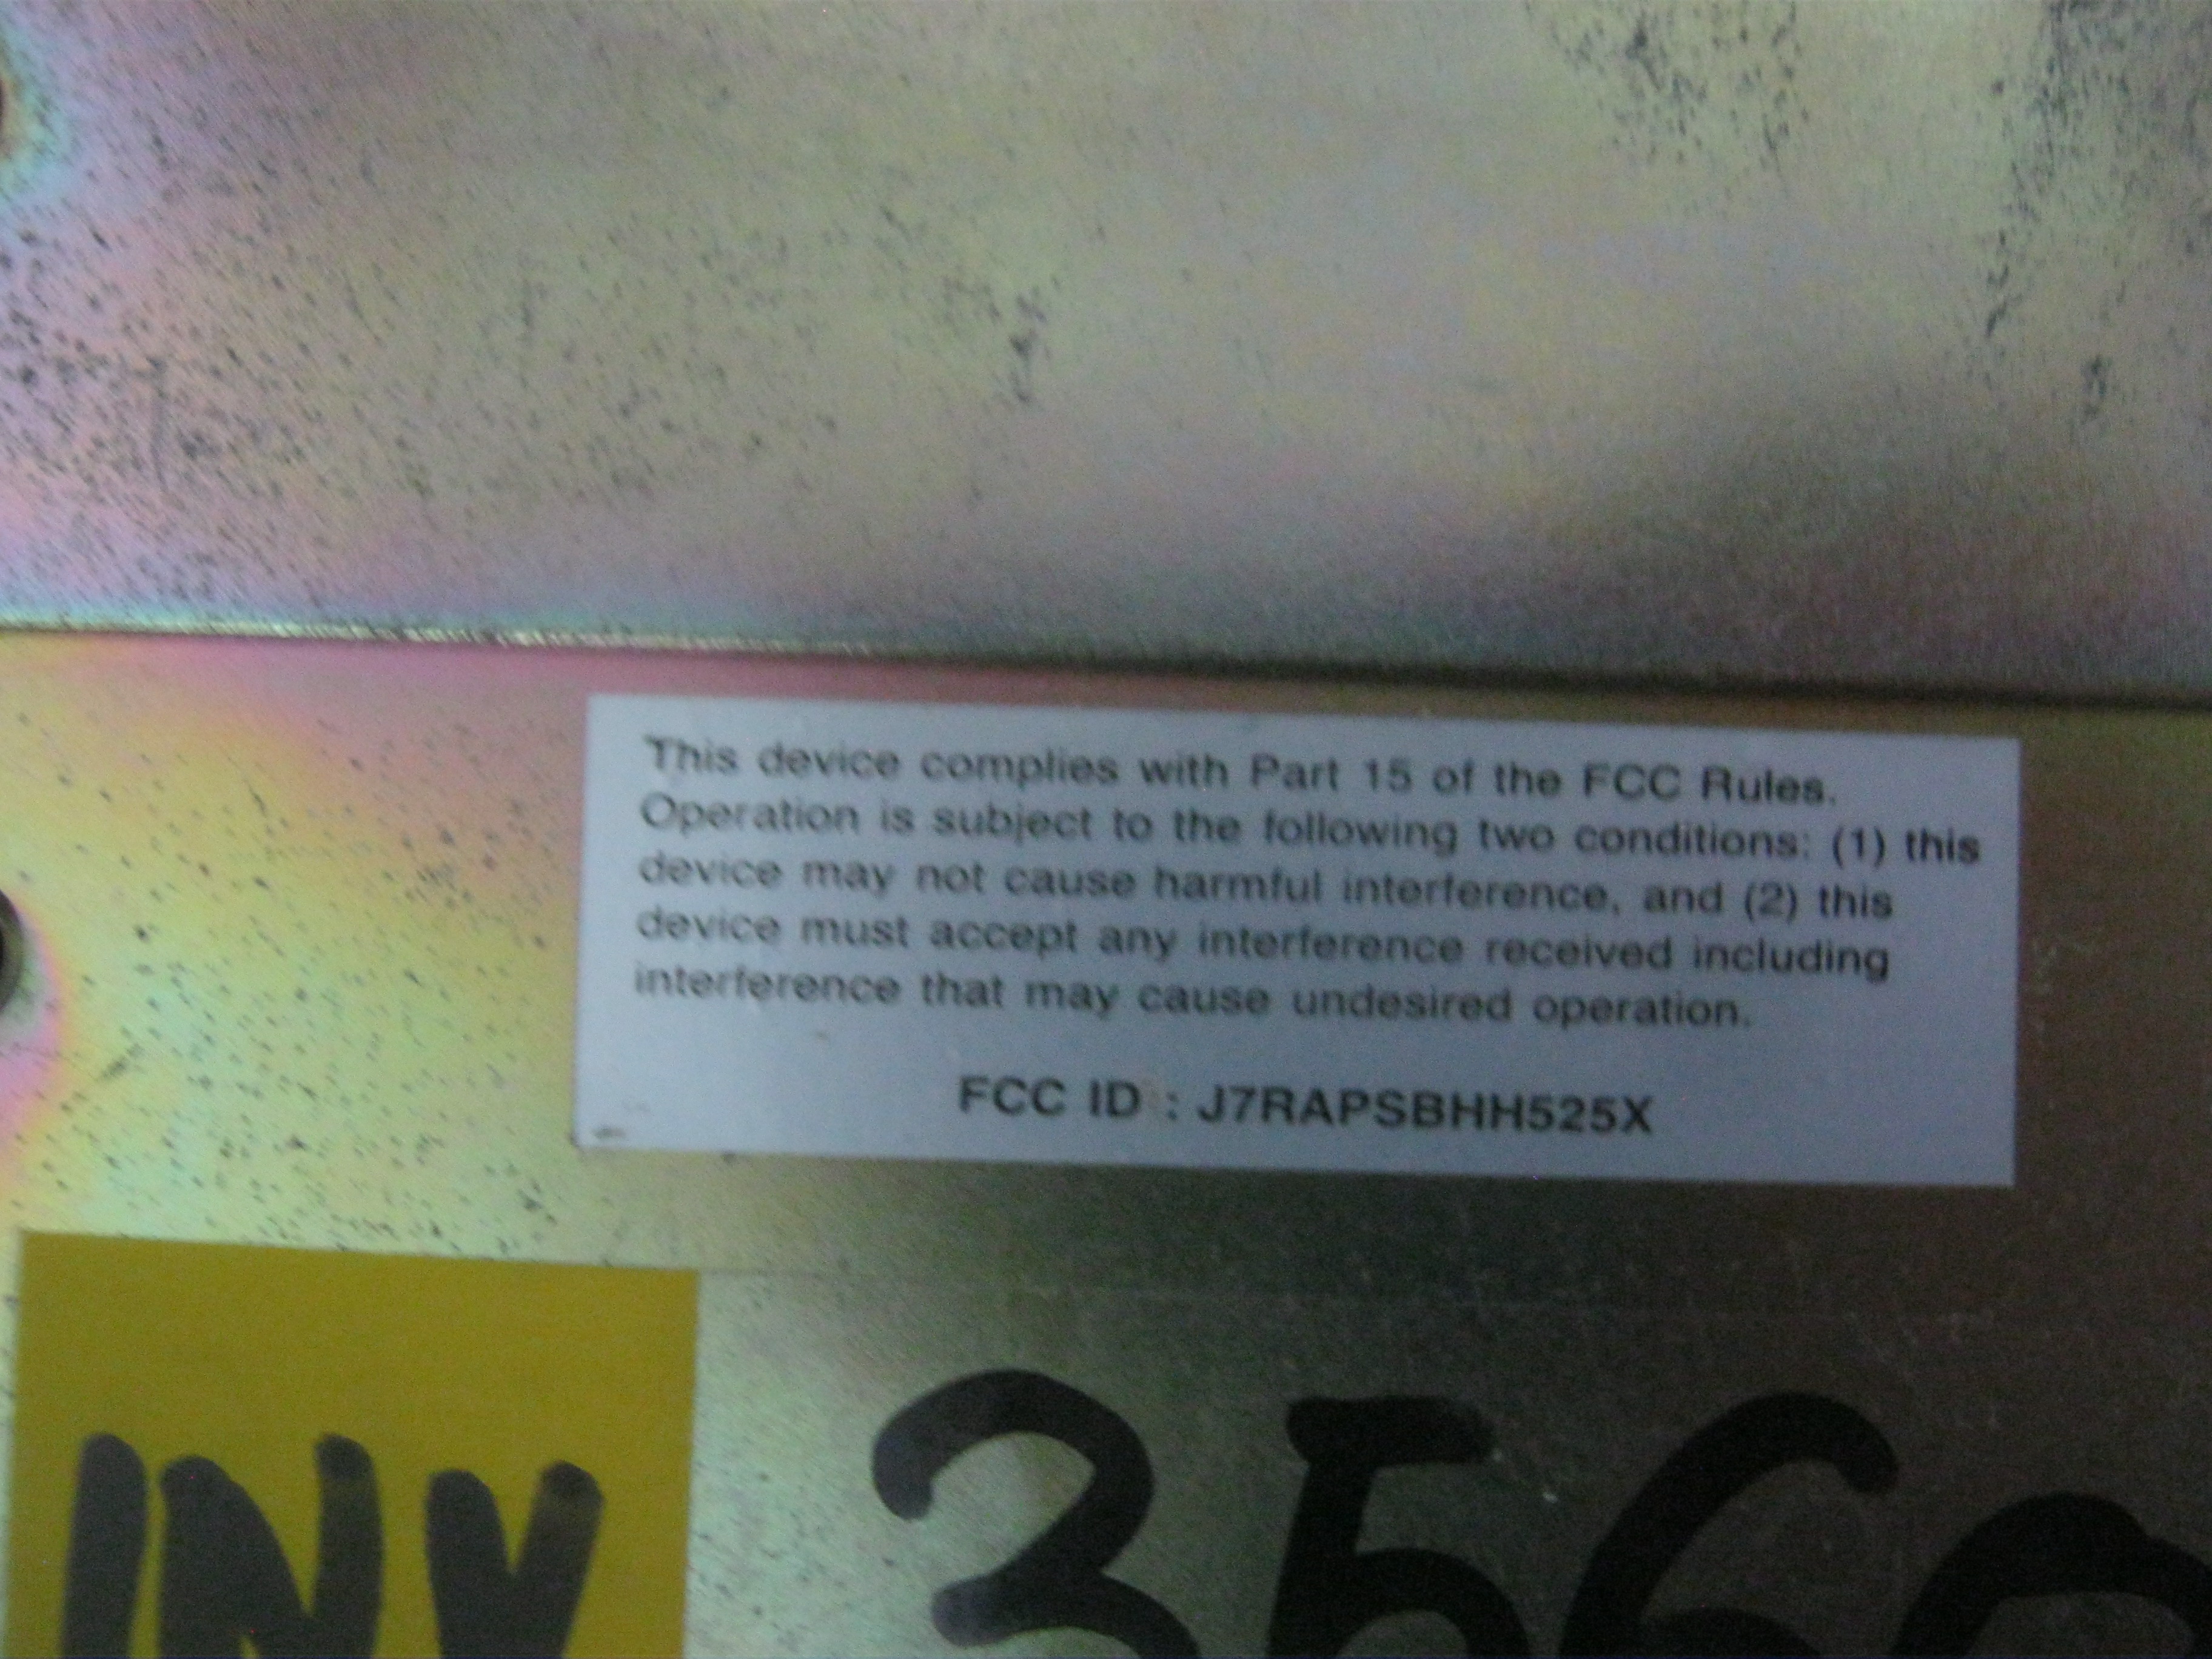 This device complies with Part 15 of the FCC Rules.
Operation is subject to the following two conditions: (1) this
device may not cause harmful interference, and (2) this
device must accept any interference received including
interference that may cause undesired operation.
FCC ID : J7RAPSBHH525X
INV 356